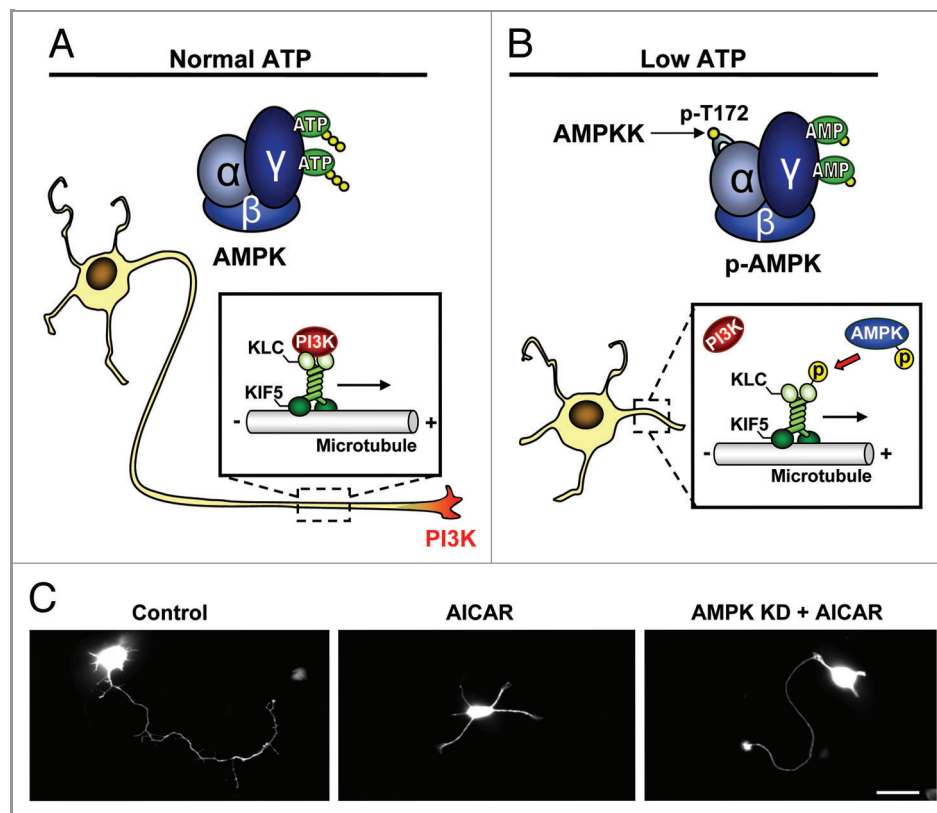 A
Normal ATP
ATP
ATP
α
γ
β
AMPK
PI3K
KLC
KIF5
-
+
Microtubule
PI3K
B
Low ATP
p-T172
AMPKK
AMP
AMP
α
γ
β
p-AMPK
PI3K
AMPK
p
p
KLC
KIF5
-
+
Microtubule
C
Control
AICAR
AMPK KD + AICAR